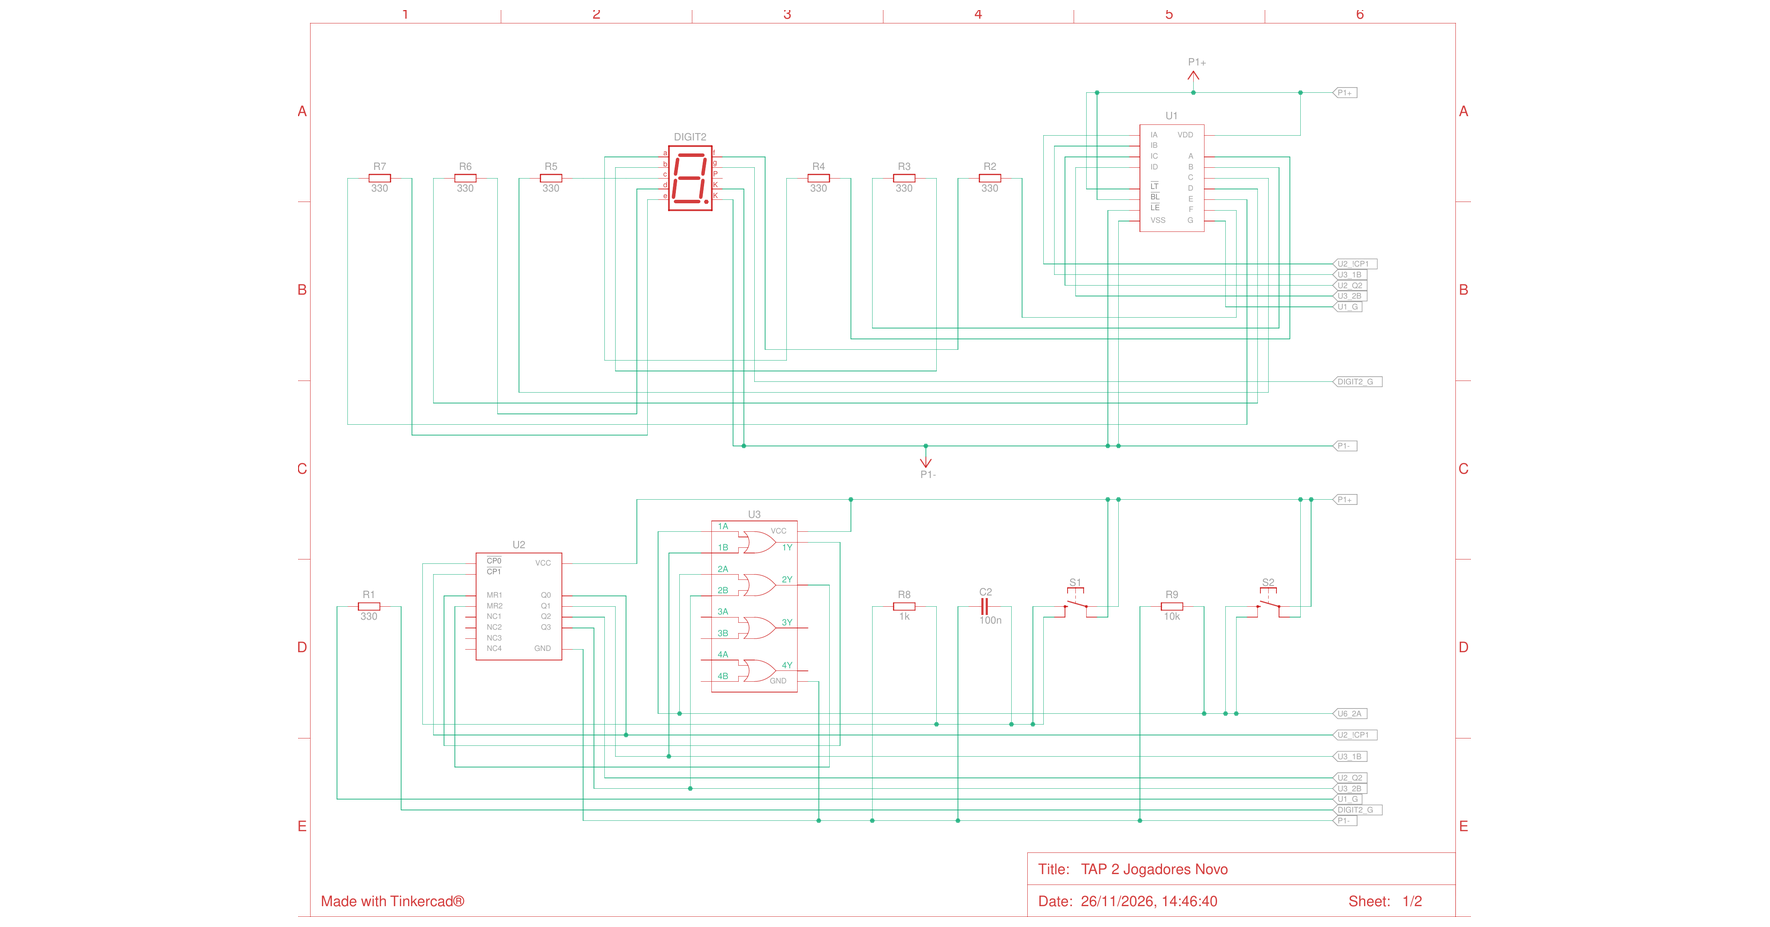 1 2 3 4 5 6
A A
B B
C C
D D
E E
P1+
P1+
U1
IA VDD
IB
IC A
ID B
C
LT D
BL E
LE F
VSS G
DIGIT2
a f
b g
c P
d K
e K
R7
330
R6
330
R5
330
R4
330
R3
330
R2
330
U2_!CP1
U3_1B
U2_Q2
U3_2B
U1_G
DIGIT2_G
P1-
P1-
P1+
U3
1A VCC
1B 1Y
2A 2Y
2B
3A 3Y
3B
4A 4Y
4B GND
U2
CP0 VCC
CP1
MR1 Q0
MR2 Q1
NC1 Q2
NC2 Q3
NC3
NC4 GND
R1
330
R8
1k
C2
100n
S1
R9
10k
S2
U6_2A
U2_!CP1
U3_1B
U2_Q2
U3_2B
U1_G
DIGIT2_G
P1-
Title: TAP 2 Jogadores Novo
Made with Tinkercad®
Date: 26/11/2026, 14:46:40 Sheet: 1/2